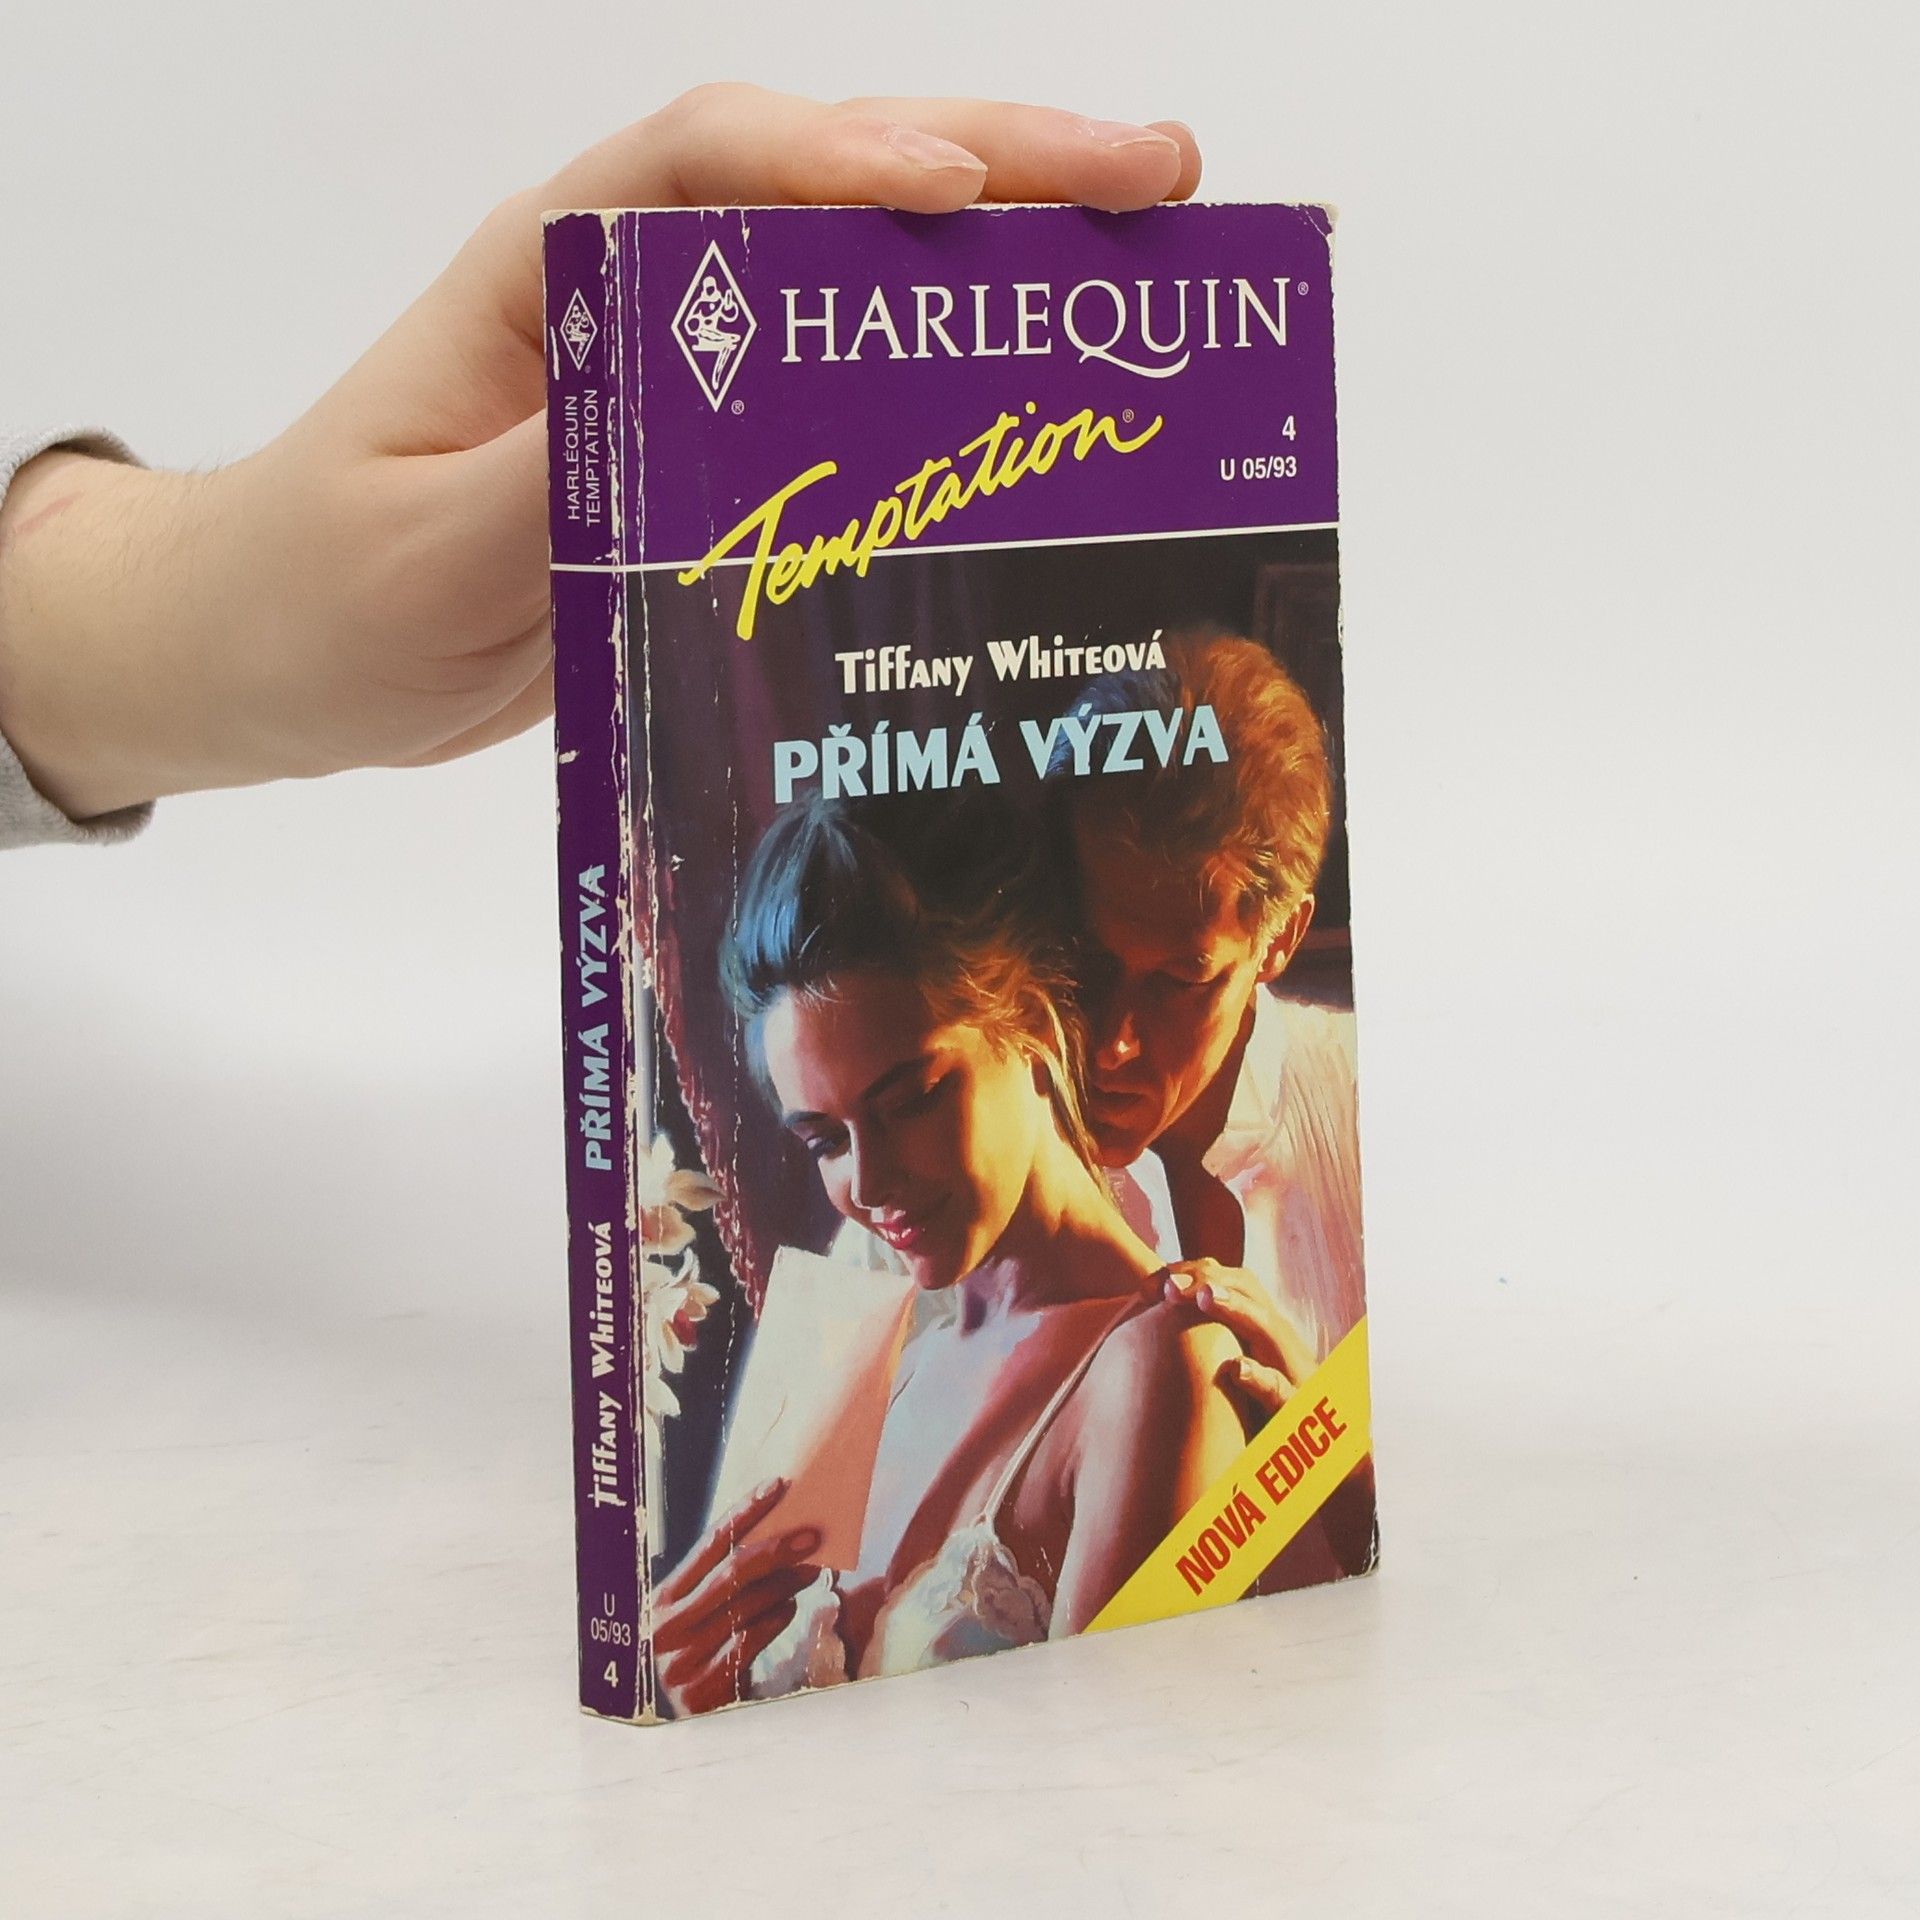 HARLEQUIN®
Temptation®
4
U 05/93
Tiffany Whiteová
PŘÍMÁ VÝZVA
NOVÁ EDICE
HARLEQUIN
TEMPTATION
PŘÍMÁ VÝZVA
Tiffany Whiteová
U
05/93
4